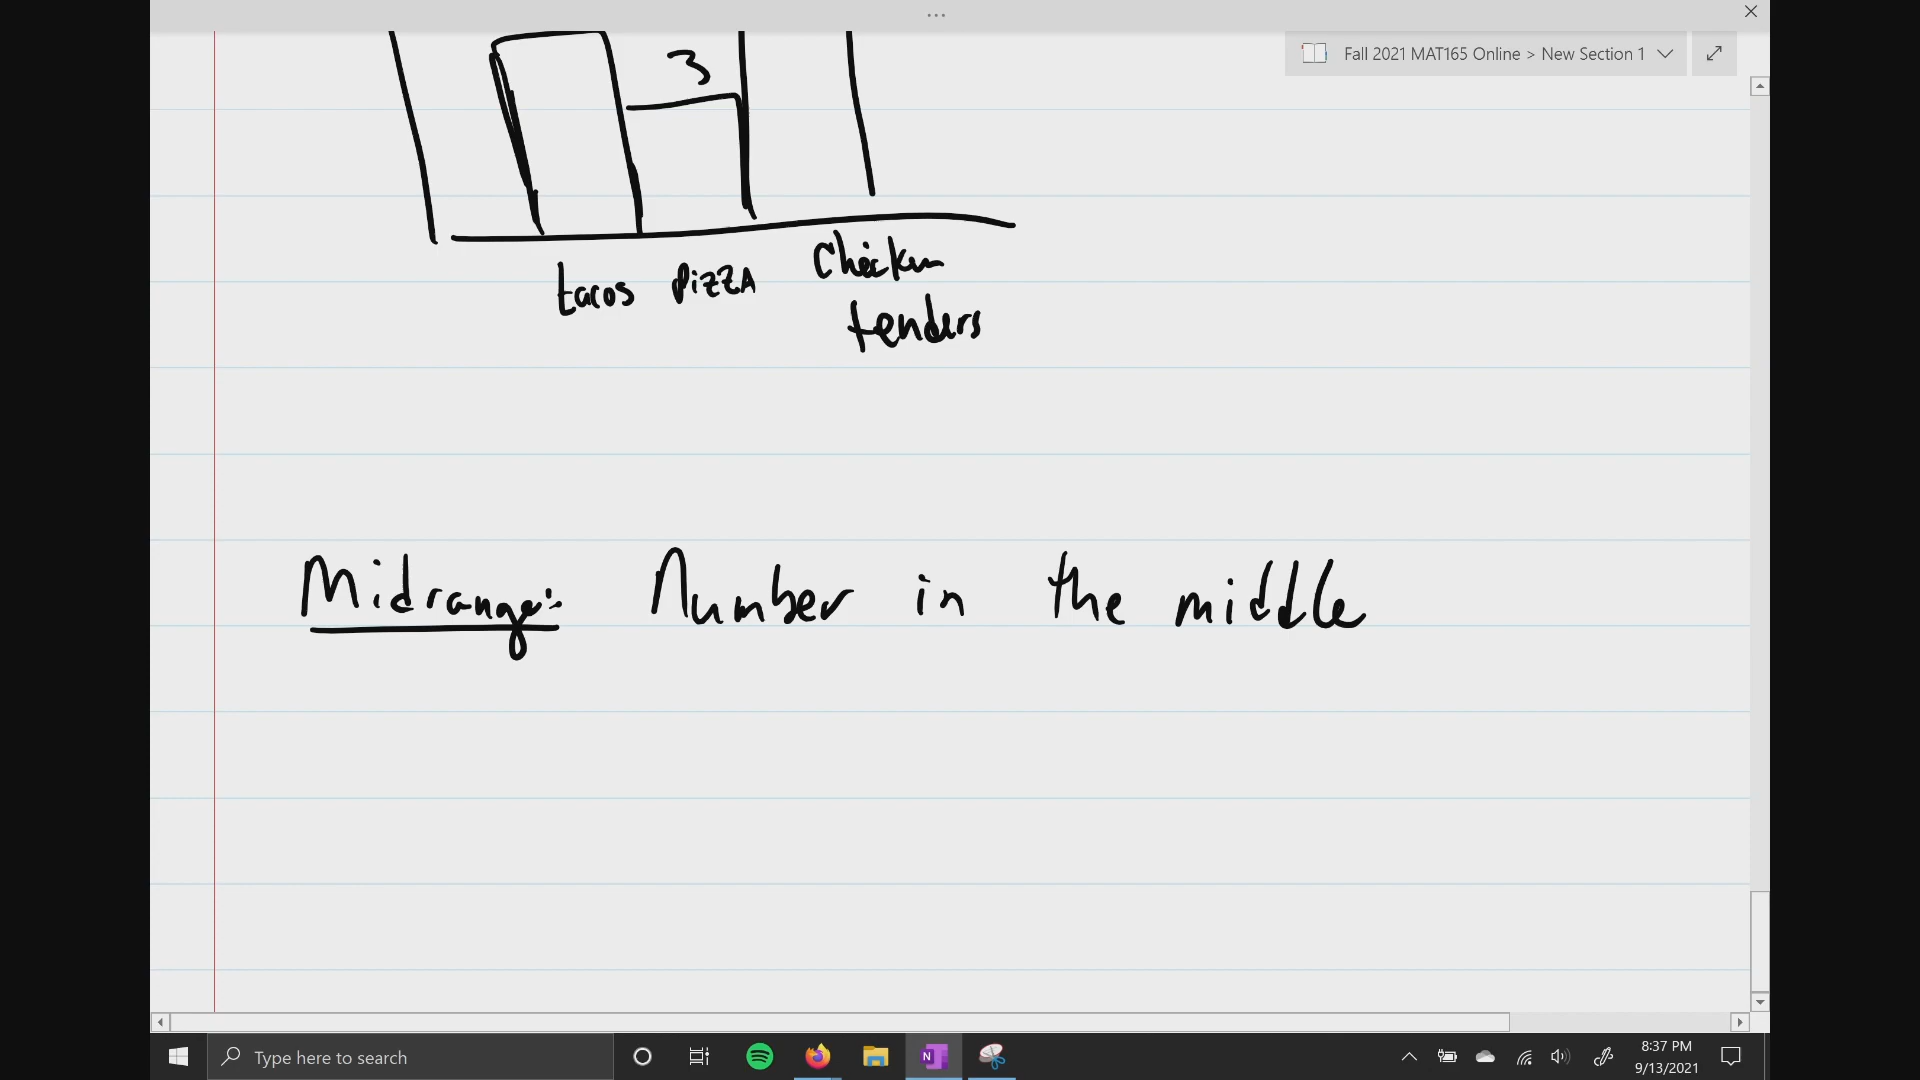 Fall 2021 MAT165 Online > New Section 1
3
tacos PIZZA Chicken
tenders
Midrange: Number in the middle
Type here to search
8:37 PM
9/13/2021